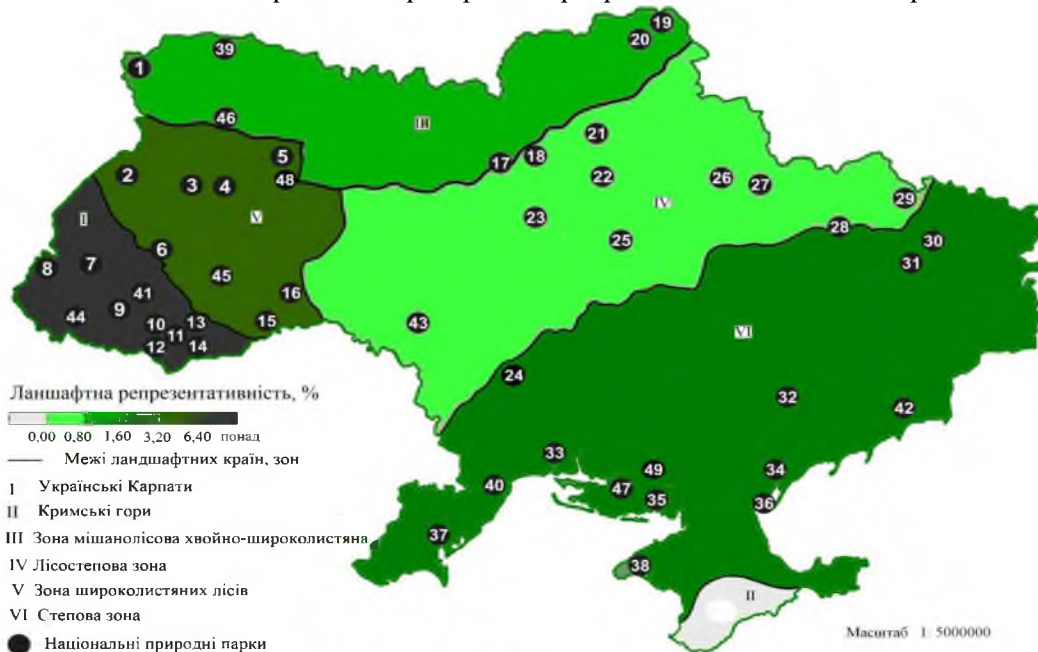 19
39
20
1
46
III
21
5
17
18
2
3
4
48
22
26
27
I
V
23
IV
29
6
25
28
7
30
8
45
31
41
16
9
44
10
13
15
43
11
12
14
VI
24
32
42
33
49
34
40
47
35
36
37
38
II
Ланшафтна репрезентативність, %
0,00 0,80 1,60 3,20 6,40 понад
Межі ландшафтних країн, зон
I Українські Карпати
II Кримські гори
III Зона мішанолісова хвойно-широколистяна
IV Лісостепова зона
V Зона широколистяних лісів
VI Степова зона
Національні природні парки
Масштаб 1: 5000000